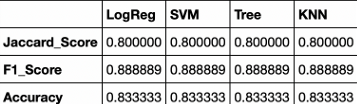 LogReg SVM Tree KNN
Jaccard_Score 0.800000 0.800000 0.800000 0.800000
F1_Score 0.888889 0.888889 0.888889 0.888889
Accuracy 0.833333 0.833333 0.833333 0.833333